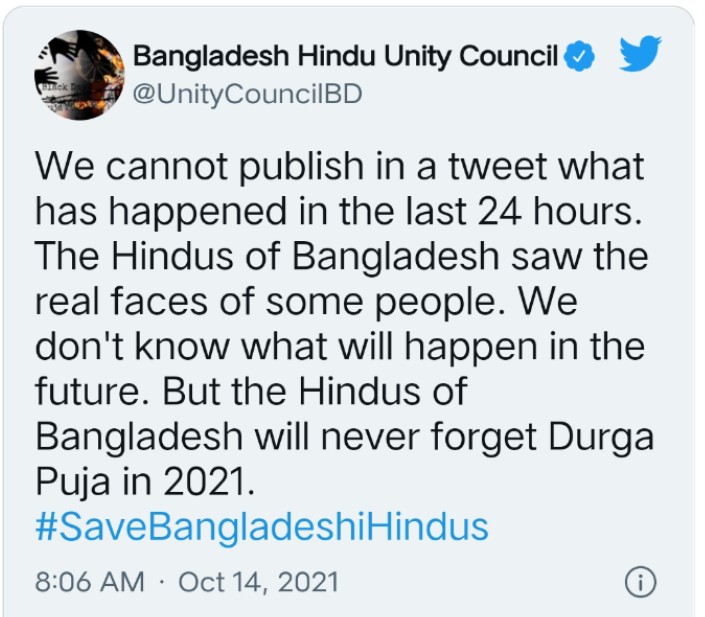 Bangladesh Hindu Unity Council
@UnityCouncilBD
We cannot publish in a tweet what
has happened in the last 24 hours.
The Hindus of Bangladesh saw the
real faces of some people. We
don't know what will happen in the
future. But the Hindus of
Bangladesh will never forget Durga
Puja in 2021.
#SaveBangladeshiHindus
8:06 AM · Oct 14, 2021